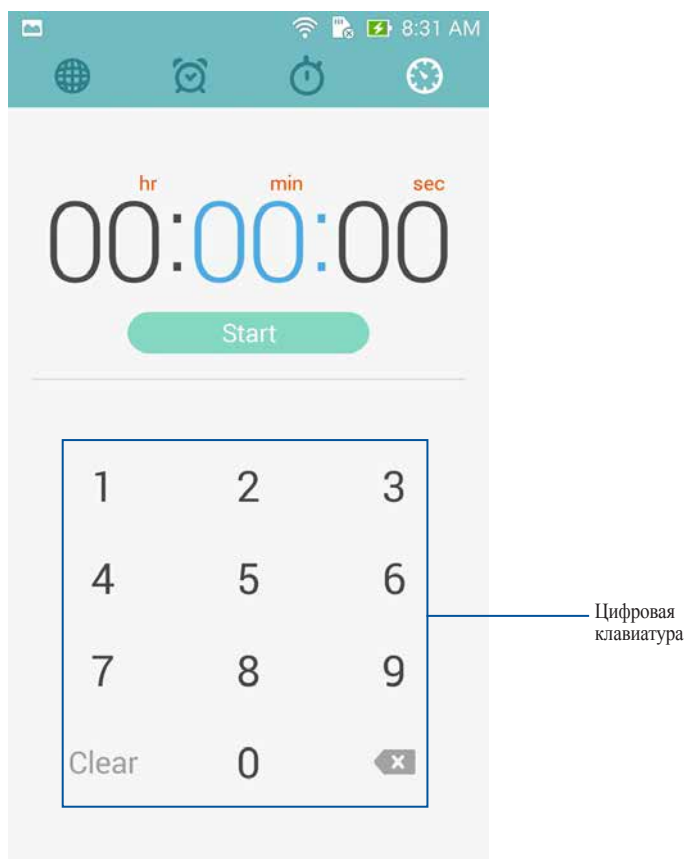 8:31 AM
hr min sec
00:00:00
Start
1 2 3
4 5 6
7 8 9
Clear 0
Цифровая
клавиатура